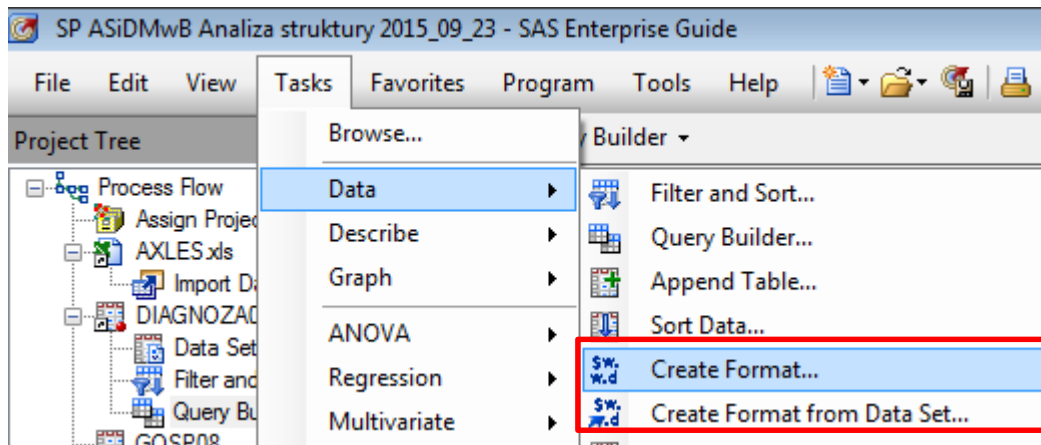 SP ASiDMwB Analiza struktury 2015_09_23 - SAS Enterprise Guide
File Edit View Tasks Favorites Program Tools Help
Project Tree
Builder
Process Flow
Assign Projec
AXLES.xls
Import Da
DIAGNOZA0
Data Set
Filter and
Query Bu
GOSP08
Browse...
Data
Describe
Graph
ANOVA
Regression
Multivariate
Filter and Sort...
Query Builder...
Append Table...
Sort Data...
$w. w.d Create Format...
$w. w.d Create Format from Data Set...